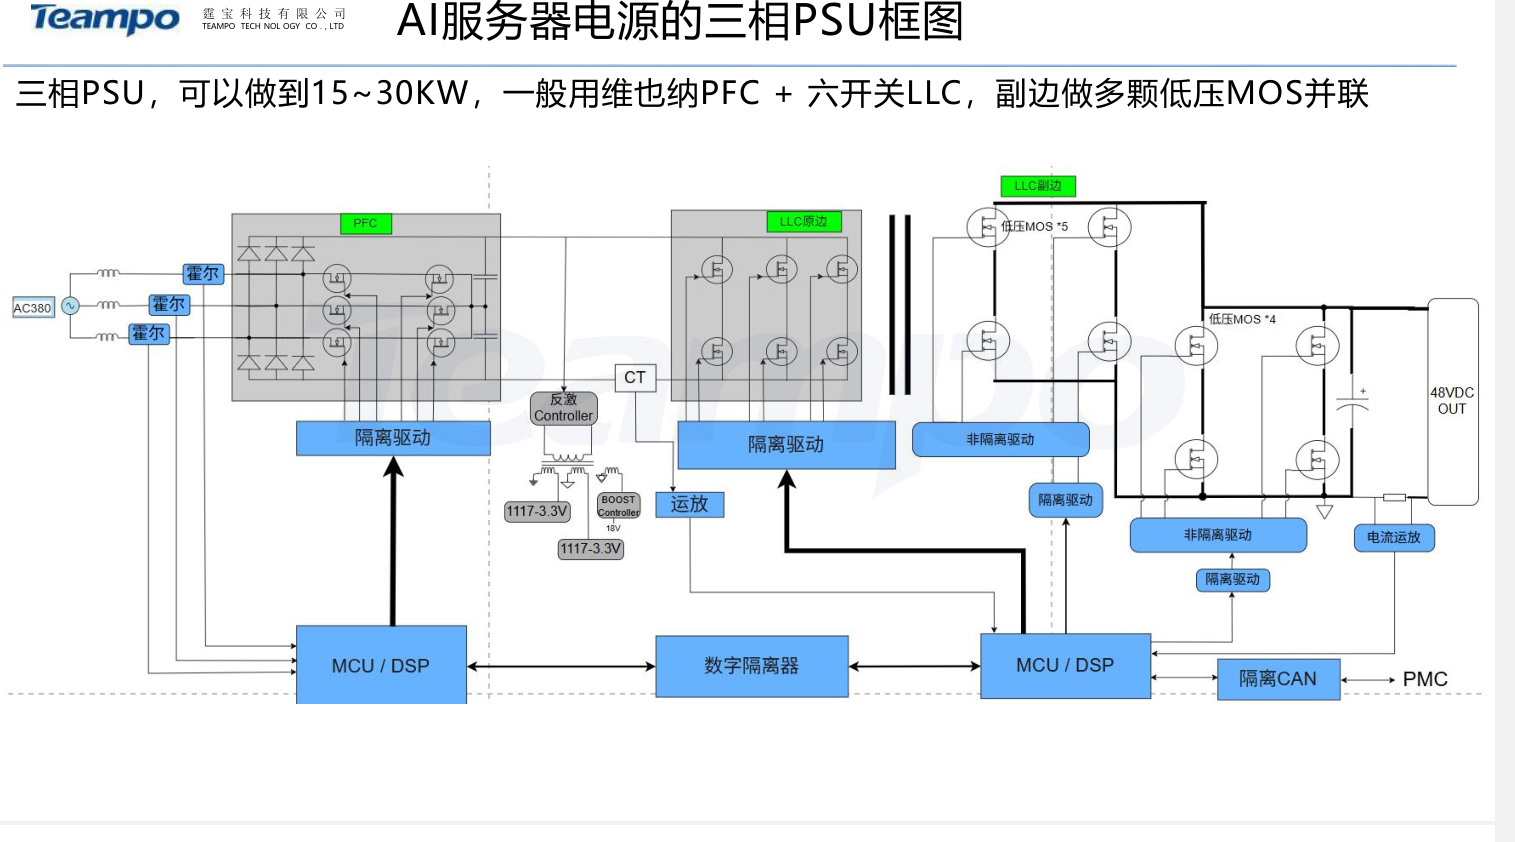 Teampo
霆宝科技有限公司
TEAMPO TECHNOLOGY CO.,LTD
AI服务器电源的三相PSU框图
三相PSU，可以做到15~30KW，一般用维也纳PFC + 六开关LLC，副边做多颗低压MOS并联
LLC副边
PFC
LLC原边
低压MOS *5
霍尔
AC380
霍尔
霍尔
低压MOS *4
CT
+
48VDC
OUT
反激
Controller
隔离驱动
隔离驱动
非隔离驱动
1117-3.3V
BOOST
Controller
18V
运放
隔离驱动
1117-3.3V
非隔离驱动
电流运放
隔离驱动
MCU / DSP
数字隔离器
MCU / DSP
隔离CAN
PMC
Teampo